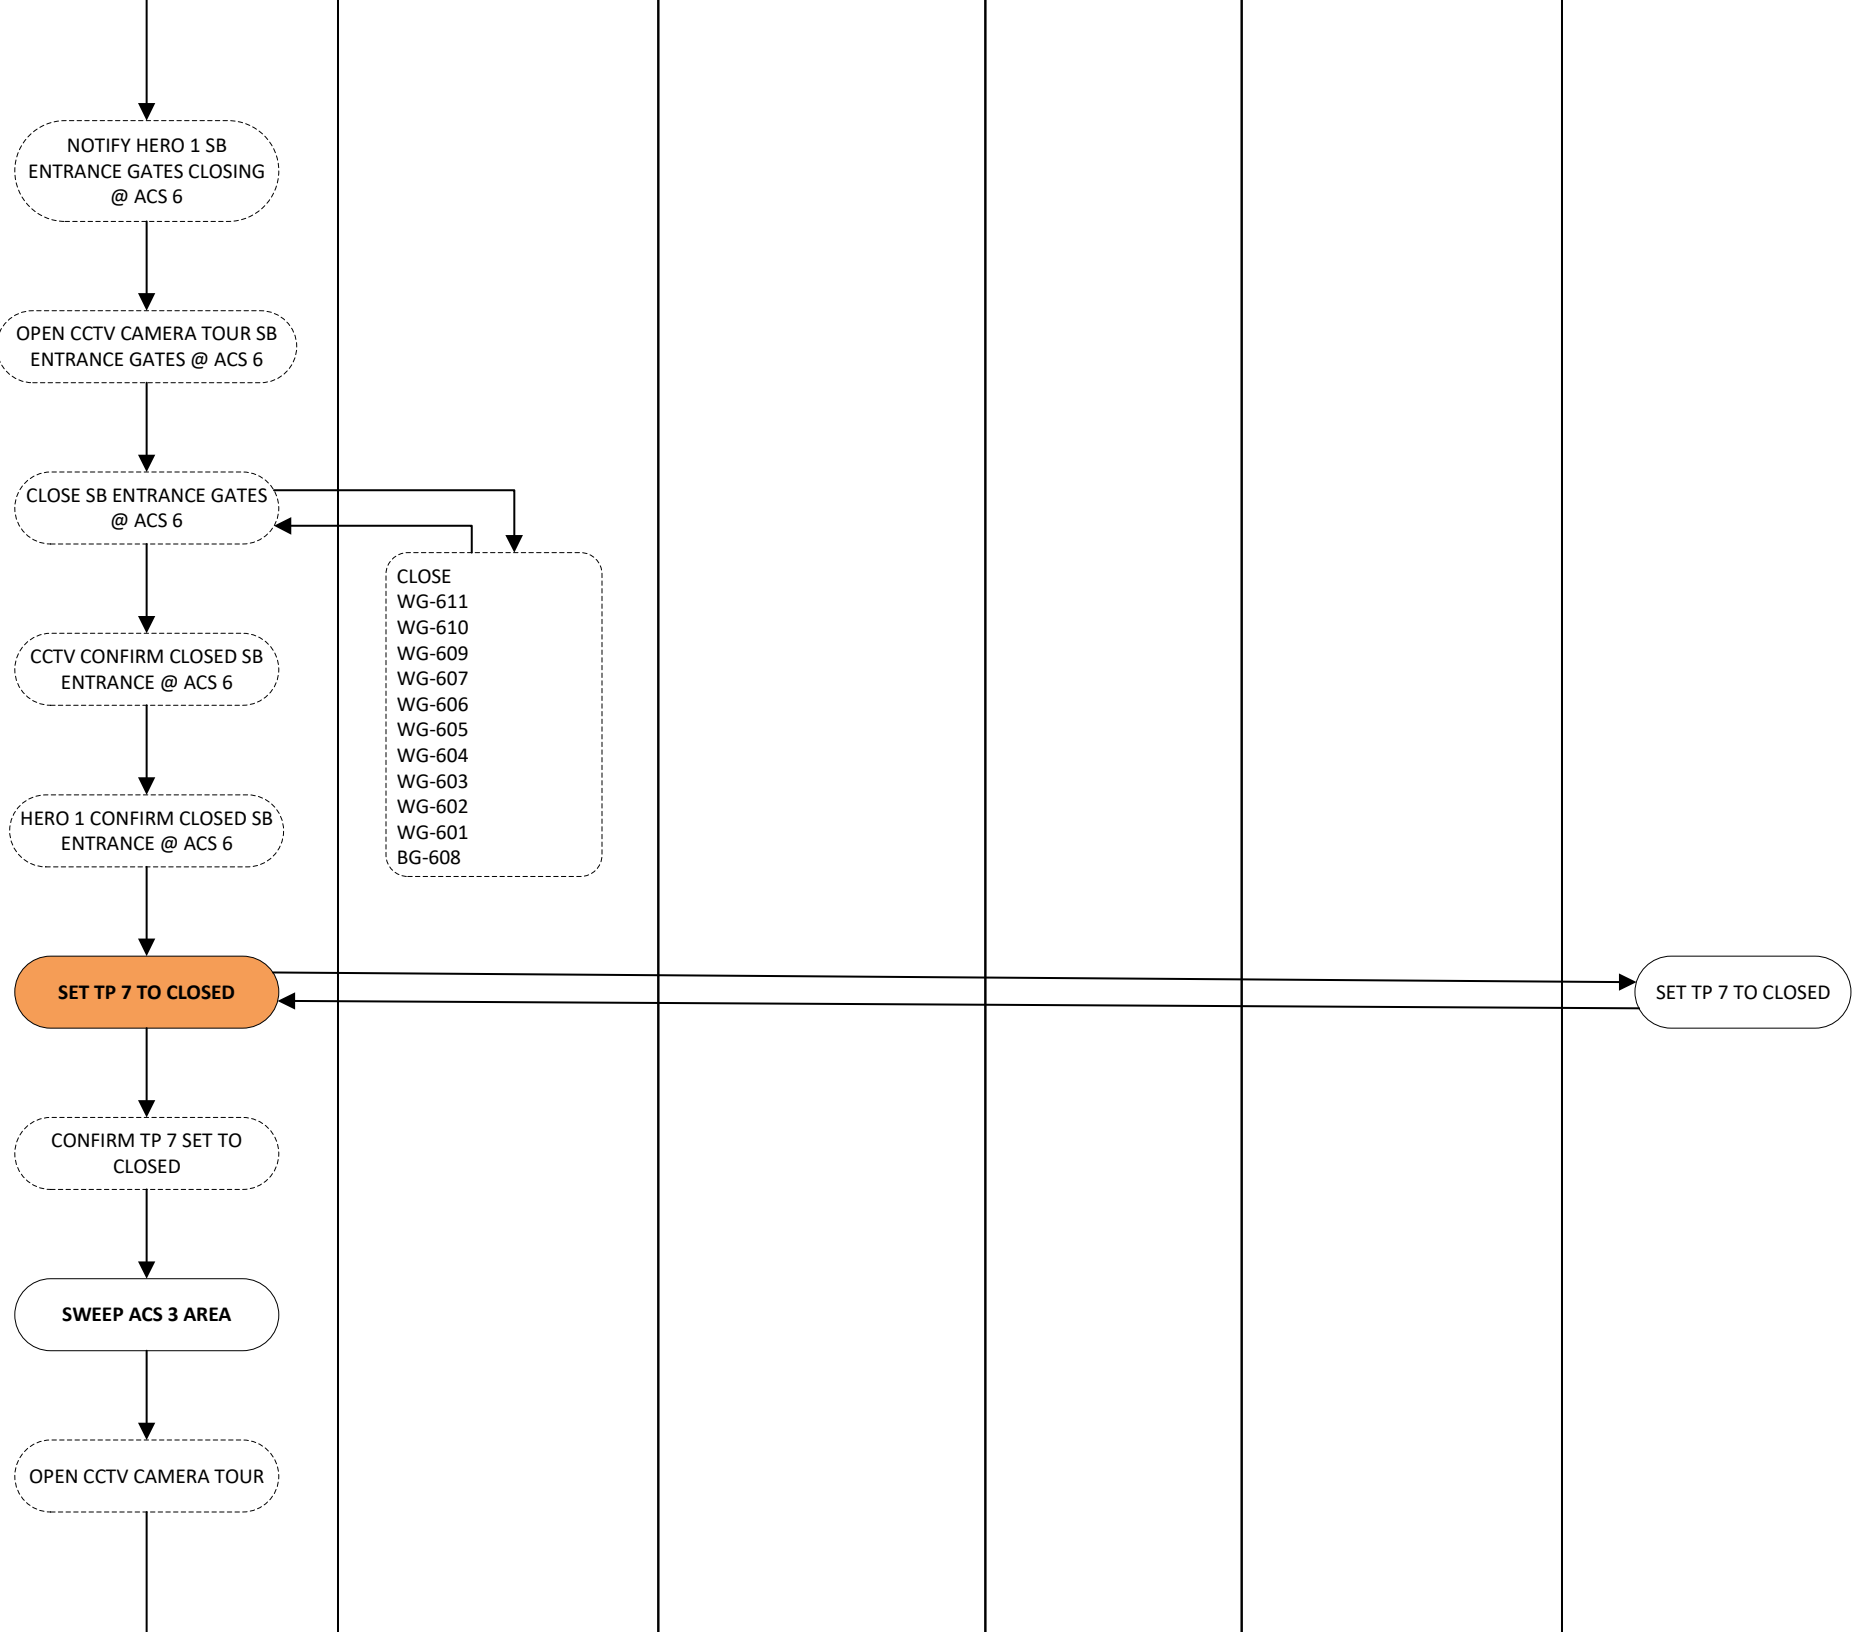 NOTIFY HERO 1 SB
ENTRANCE GATES CLOSING
@ ACS 6
OPEN CCTV CAMERA TOUR SB
ENTRANCE GATES @ ACS 6
CLOSE SB ENTRANCE GATES
@ ACS 6
CLOSE
WG-611
WG-610
WG-609
WG-607
WG-606
WG-605
WG-604
WG-603
WG-602
WG-601
BG-608
CCTV CONFIRM CLOSED SB
ENTRANCE @ ACS 6
HERO 1 CONFIRM CLOSED SB
ENTRANCE @ ACS 6
SET TP 7 TO CLOSED
SET TP 7 TO CLOSED
CONFIRM TP 7 SET TO
CLOSED
SWEEP ACS 3 AREA
OPEN CCTV CAMERA TOUR